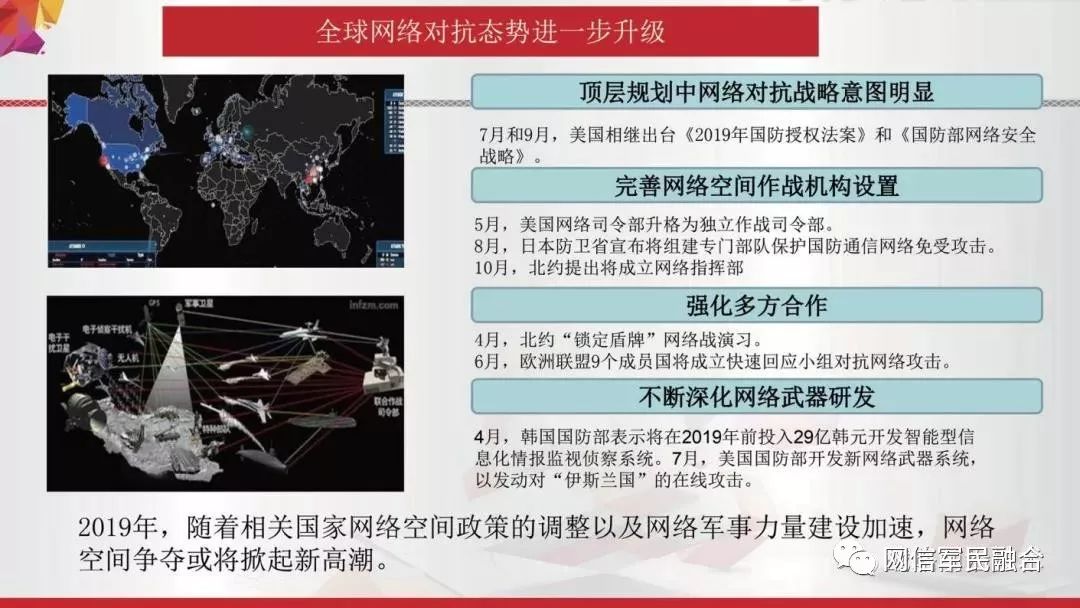 全球网络对抗态势进一步升级
顶层规划中网络对抗战略意图明显
7月和9月，美国相继出台《2019年国防授权法案》和《国防部网络安全
战略》。
完善网络空间作战机构设置
5月，美国网络司令部升格为独立作战司令部。
8月，日本防卫省宣布将组建专门部队保护国防通信网络免受攻击。
10月，北约提出将成立网络指挥部
强化多方合作
4月，北约“锁定盾牌”网络战演习。
6月，欧洲联盟9个成员国将成立快速回应小组对抗网络攻击。
不断深化网络武器研发
4月，韩国国防部表示将在2019年前投入29亿韩元开发智能型信
息化情报监视侦察系统。7月，美国国防部开发新网络武器系统，
以发动对“伊斯兰国”的在线攻击。
GPS
军事卫星
infzm.com
电子侦察干扰机
电子干
扰卫星
无人机
联合作战
司令部
特种部队
2019年，随着相关国家网络空间政策的调整以及网络军事力量建设加速，网络
空间争夺或将掀起新高潮。
网信军民融合